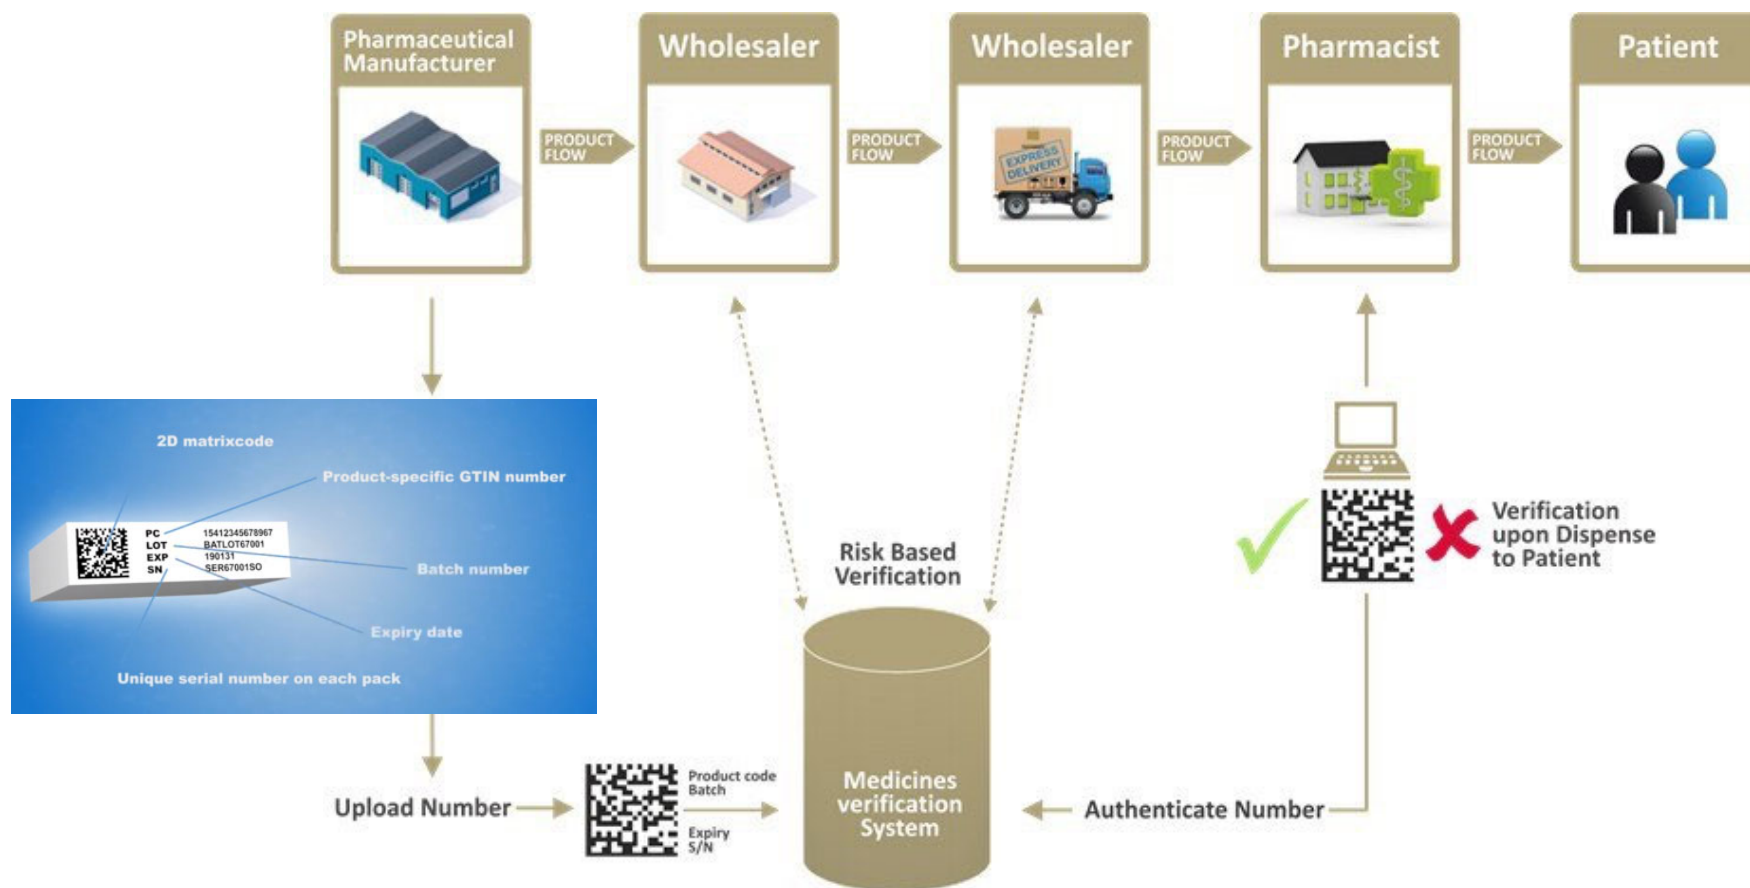 Pharmaceutical
Manufacturer
Wholesaler
Wholesaler
Pharmacist
Patient
PRODUCT
FLOW
PRODUCT
FLOW
PRODUCT
FLOW
PRODUCT
FLOW
EXPRESS
DELIVERY
2D matrixcode
Product-specific GTIN number
PC 15412345678967
LOT BATLOT67001
EXP 190131
SN SER67001SO
Batch number
Expiry date
Unique serial number on each pack
Risk Based
Verification
Verification
upon Dispense
to Patient
Upload Number
Product code
Batch
Expiry
S/N
Medicines
verification
System
Authenticate Number